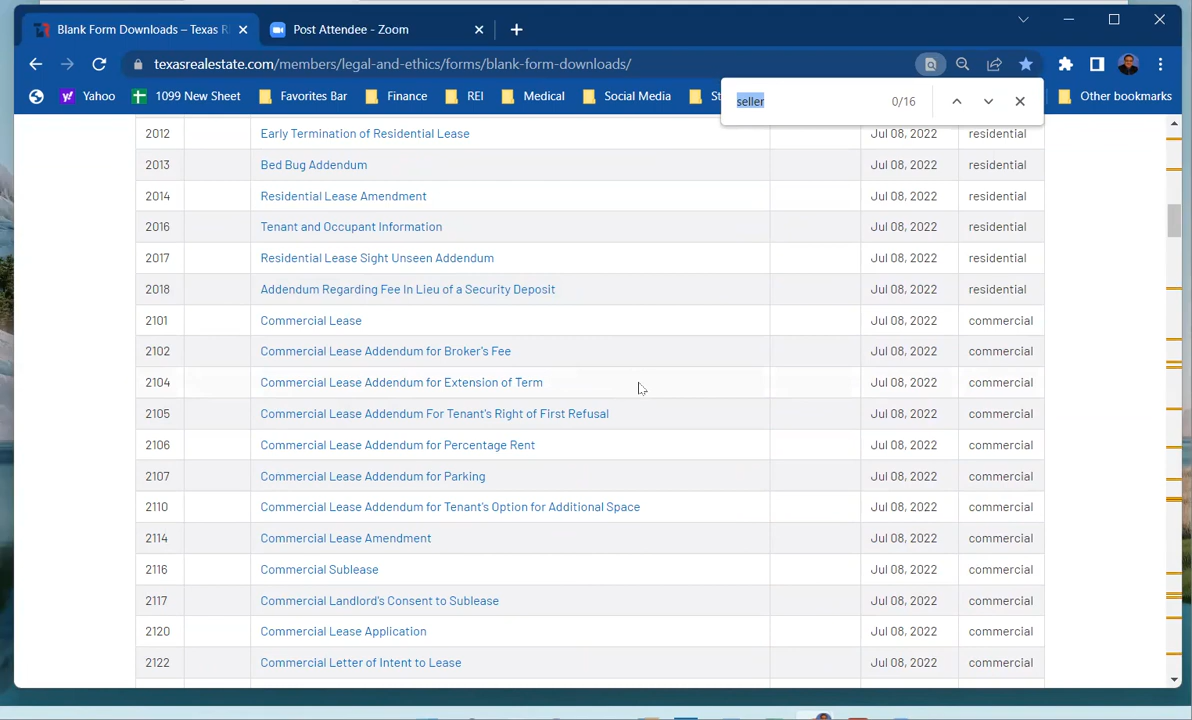 Blank Form Downloads – Texas R
Post Attendee - Zoom
texasrealestate.com/members/legal-and-ethics/forms/blank-form-downloads/
Yahoo
1099 New Sheet
Favorites Bar
Finance
REI
Medical
Social Media
St
Other bookmarks
seller
0/16
2012 Early Termination of Residential Lease Jul 08, 2022 residential
2013 Bed Bug Addendum Jul 08, 2022 residential
2014 Residential Lease Amendment Jul 08, 2022 residential
2016 Tenant and Occupant Information Jul 08, 2022 residential
2017 Residential Lease Sight Unseen Addendum Jul 08, 2022 residential
2018 Addendum Regarding Fee In Lieu of a Security Deposit Jul 08, 2022 residential
2101 Commercial Lease Jul 08, 2022 commercial
2102 Commercial Lease Addendum for Broker's Fee Jul 08, 2022 commercial
2104 Commercial Lease Addendum for Extension of Term Jul 08, 2022 commercial
2105 Commercial Lease Addendum For Tenant's Right of First Refusal Jul 08, 2022 commercial
2106 Commercial Lease Addendum for Percentage Rent Jul 08, 2022 commercial
2107 Commercial Lease Addendum for Parking Jul 08, 2022 commercial
2110 Commercial Lease Addendum for Tenant's Option for Additional Space Jul 08, 2022 commercial
2114 Commercial Lease Amendment Jul 08, 2022 commercial
2116 Commercial Sublease Jul 08, 2022 commercial
2117 Commercial Landlord's Consent to Sublease Jul 08, 2022 commercial
2120 Commercial Lease Application Jul 08, 2022 commercial
2122 Commercial Letter of Intent to Lease Jul 08, 2022 commercial